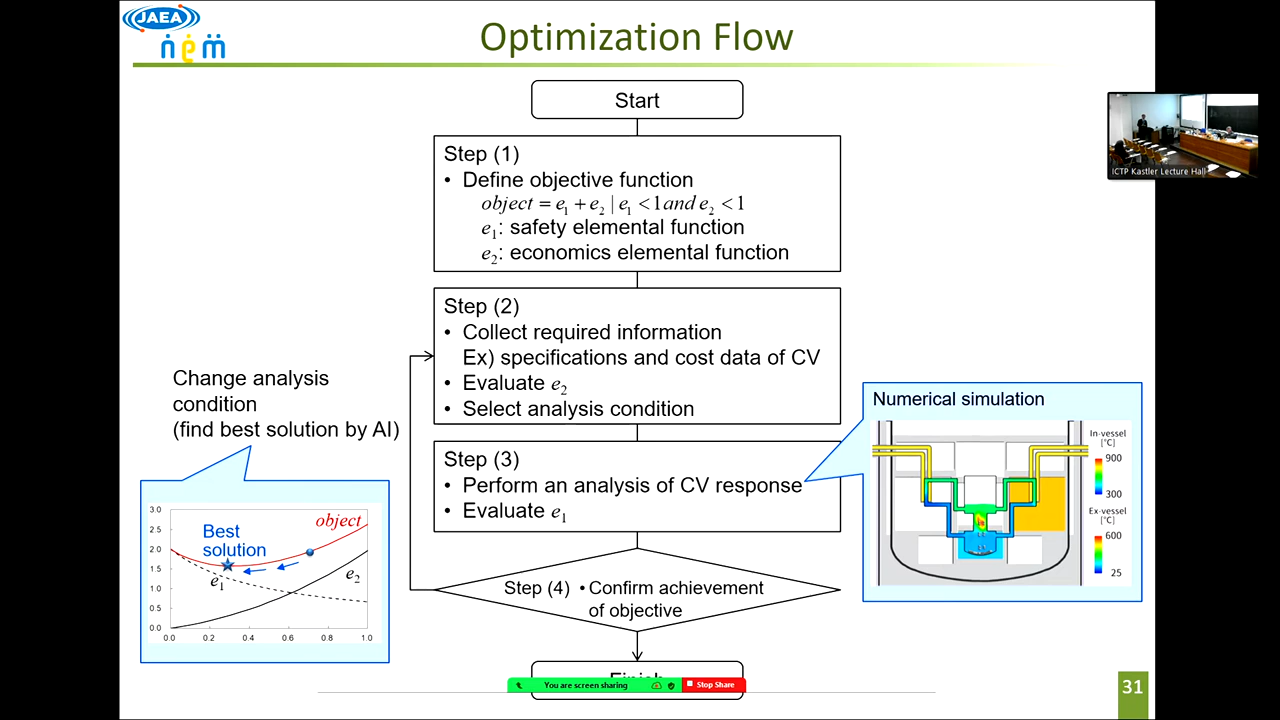 JAEA
nëm
Optimization Flow
Start
Step (1)
• Define objective function
object = e1 + e2 | e1 < 1 and e2 < 1
e1: safety elemental function
e2: economics elemental function
Step (2)
• Collect required information
Ex) specifications and cost data of CV
• Evaluate e2
• Select analysis condition
Step (3)
• Perform an analysis of CV response
• Evaluate e1
Step (4) • Confirm achievement
of objective
You are screen sharing
Stop Share
Change analysis
condition
(find best solution by AI)
3.0
2.5
2.0
1.5
1.0
0.5
0.0
0.0 0.2 0.4 0.6 0.8 1.0
object
Best
solution
e1
e2
Numerical simulation
In-vessel
[°C]
900
300
Ex-vessel
[°C]
600
25
ICTP Kastler Lecture Hall
31